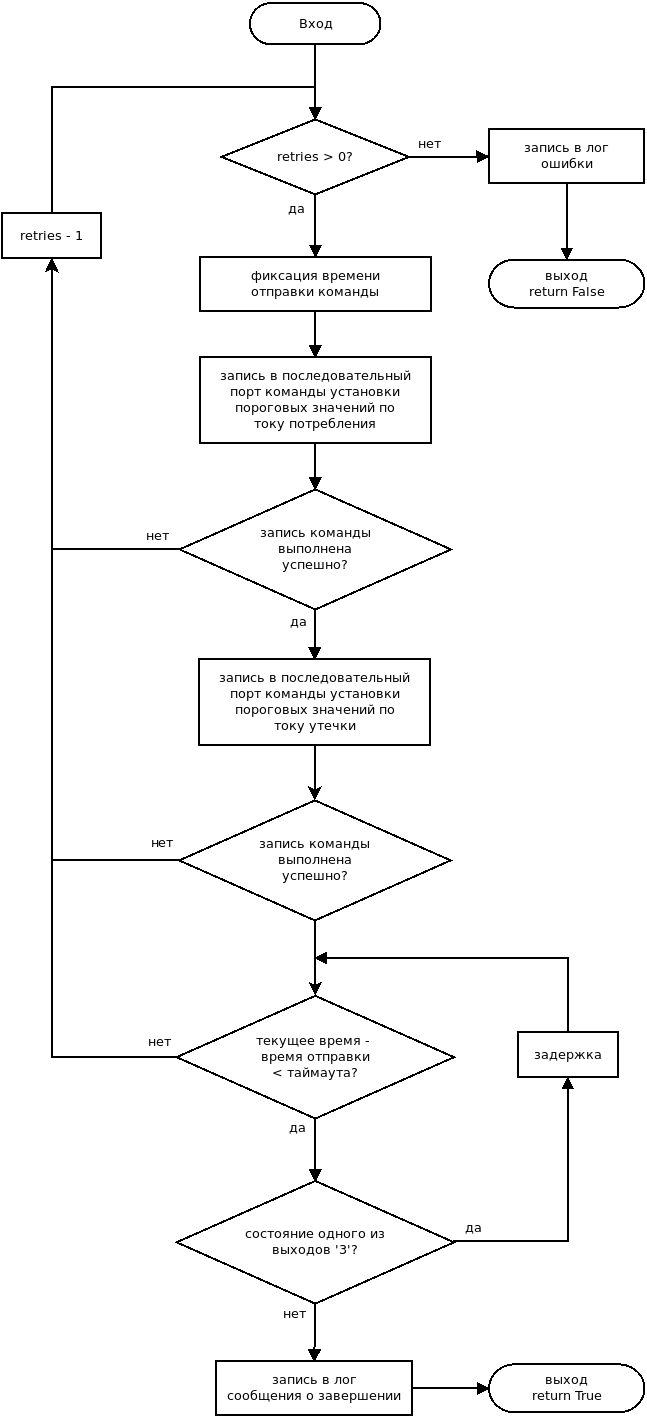 Вход
retries > 0?
нет
запись в лог
ошибки
да
retries - 1
фиксация времени
отправки команды
выход
return False
запись в последовательный
порт команды установки
пороговых значений по
току потребления
нет
запись команды
выполнена
успешно?
да
запись в последовательный
порт команды установки
пороговых значений по
току утечки
нет
запись команды
выполнена
успешно?
нет
текущее время -
время отправки
< таймаута?
задержка
да
состояние одного из
выходов '3'?
да
нет
запись в лог
сообщения о завершении
выход
return True